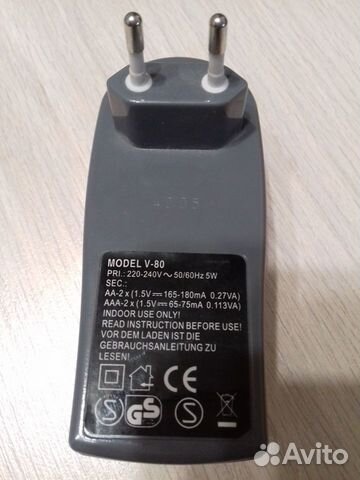 4005
MODEL V-80
PRI.: 220-240V ~ 50/60Hz 5W
SEC.:
AA-2 x (1.5V ⎓ 165-180mA 0.27VA)
AAA-2 x (1.5V ⎓ 65-75mA 0.113VA)
INDOOR USE ONLY!
READ INSTRUCTION BEFORE USE!
VOR DEM LADEN IST DIE
GEBRAUCHSANLEITUNG ZU
LESEN!
CE
S GS S
Avito